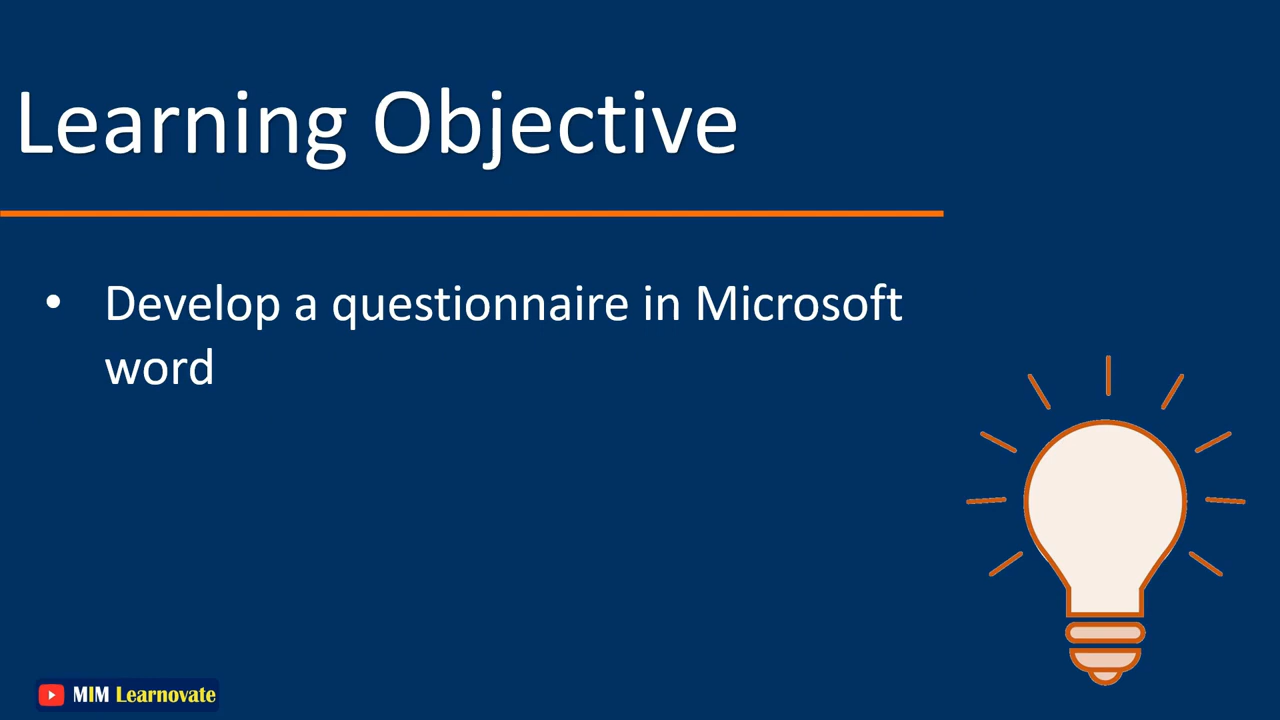 Learning Objective
• Develop a questionnaire in Microsoft
word
MIM Learnovate